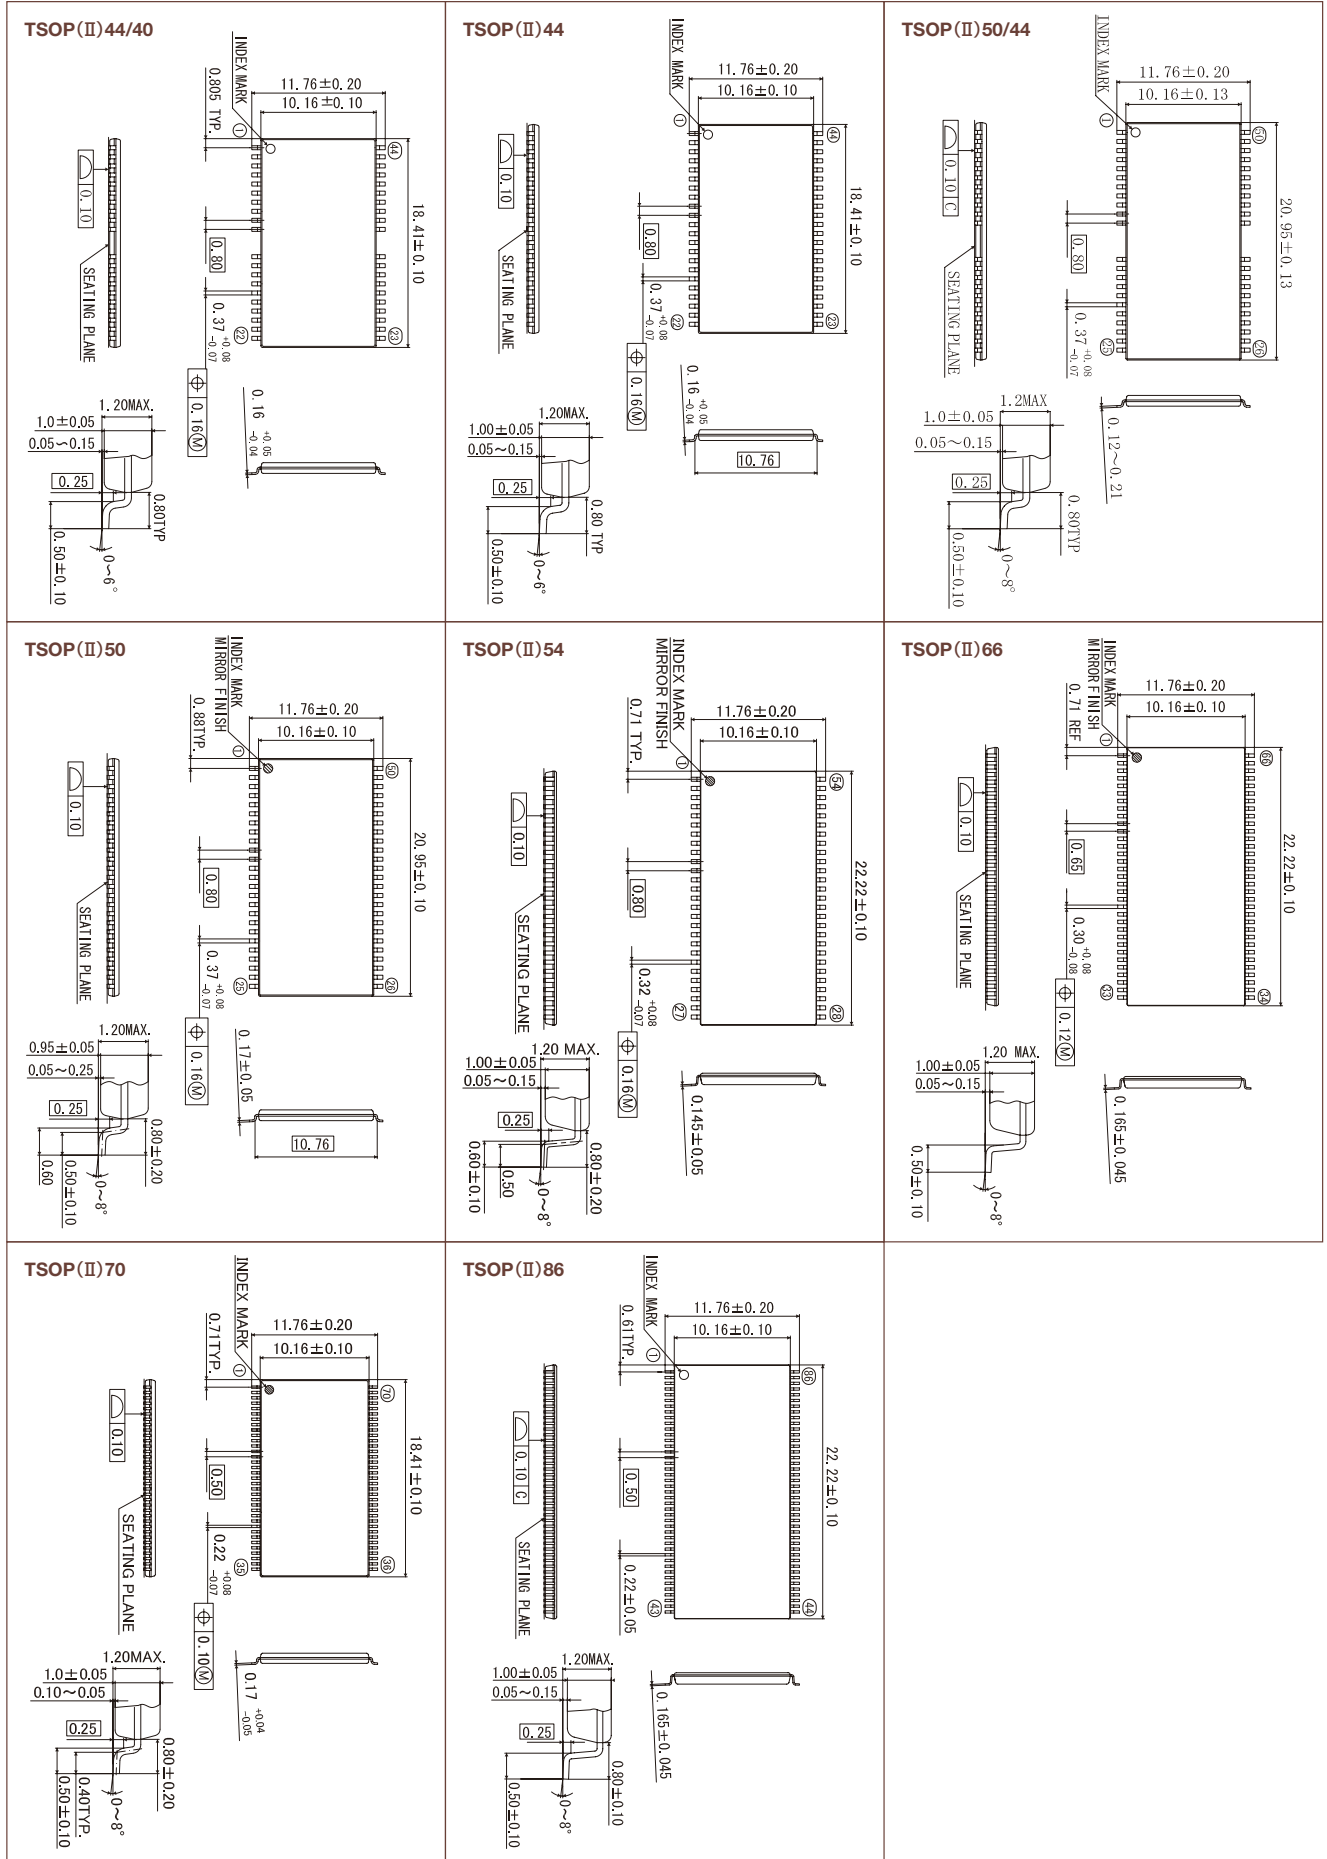 TSOP(Ⅱ)44/40
INDEX MARK
0.805 TYP.
11.76±0.20
10.16±0.10
①
㊹
18.41±0.10
0.10
SEATING PLANE
0.80
0.37 +0.08 -0.07
㉒
㉓
0.16Ⓜ
0.16 +0.05 -0.04
1.20MAX.
1.0±0.05
0.05~0.15
0.25
0.80TYP
0~6°
0.50±0.10
TSOP(Ⅱ)44
INDEX MARK
11.76±0.20
10.16±0.10
①
㊹
18.41±0.10
0.10
SEATING PLANE
0.80
0.37 +0.08 -0.07
㉒
㉓
0.16Ⓜ
0.16 +0.05 -0.04
10.76
1.20MAX.
1.00±0.05
0.05~0.15
0.25
0.80 TYP
0~6°
0.50±0.10
TSOP(Ⅱ)50/44
INDEX MARK
11.76±0.20
10.16±0.13
①
㊿
20.95±0.13
0.10 C
SEATING PLANE
0.80
0.37 +0.08 -0.07
㉕
㉖
0.12~0.21
1.2MAX
1.0±0.05
0.05~0.15
0.25
0.80TYP
0~8°
0.50±0.10
TSOP(Ⅱ)50
INDEX MARK
MIRROR FINISH
0.88TYP.
11.76±0.20
10.16±0.10
①
㊿
20.95±0.10
0.10
SEATING PLANE
0.80
0.37 +0.08 -0.07
㉕
㉖
0.16Ⓜ
0.17±0.05
10.76
1.20MAX.
0.95±0.05
0.05~0.25
0.25
0.80±0.20
0~8°
0.50±0.10
0.60
TSOP(Ⅱ)54
INDEX MARK
MIRROR FINISH
0.71 TYP.
11.76±0.20
10.16±0.10
①
54
22.22±0.10
0.10
SEATING PLANE
0.80
0.32 +0.08 -0.07
㉗
㉘
0.16Ⓜ
0.145±0.05
1.20 MAX.
1.00±0.05
0.05~0.15
0.25
0.80±0.20
0~8°
0.50
0.60±0.10
TSOP(Ⅱ)66
INDEX MARK
MIRROR FINISH
0.71 REF
11.76±0.20
10.16±0.10
①
66
22.22±0.10
0.10
SEATING PLANE
0.65
0.30 +0.08 -0.08
㉝
㉞
0.12Ⓜ
0.165±0.045
1.20 MAX.
1.00±0.05
0.05~0.15
0~8°
0.50±0.10
TSOP(Ⅱ)70
INDEX MARK
0.71TYP.
11.76±0.20
10.16±0.10
①
70
18.41±0.10
0.10
SEATING PLANE
0.50
0.22 +0.08 -0.07
㉟
㊱
0.10Ⓜ
0.17 +0.04 -0.05
1.20MAX.
1.0±0.05
0.10~0.05
0.25
0.80±0.20
0~8°
0.40TYP.
0.50±0.10
TSOP(Ⅱ)86
INDEX MARK
0.61TYP.
11.76±0.20
10.16±0.10
①
86
22.22±0.10
0.10 C
SEATING PLANE
0.50
0.22±0.05
㊸
㊹
0.165±0.045
1.20MAX.
1.00±0.05
0.05~0.15
0.25
0.80±0.10
0~8°
0.50±0.10